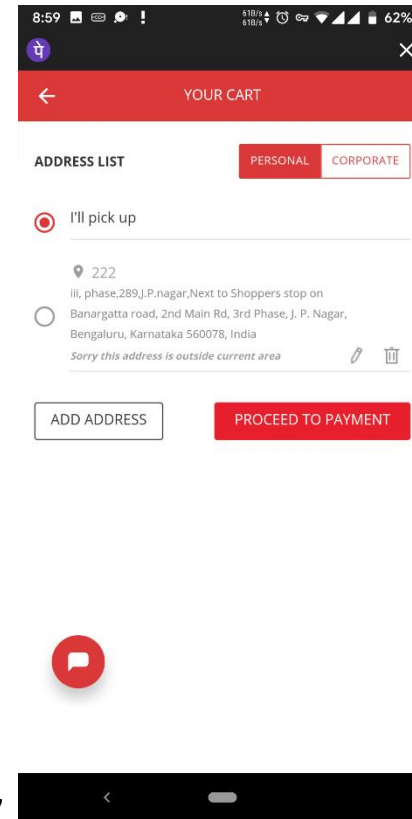 8:59
61B/s
61B/s
62%
पे
YOUR CART
ADDRESS LIST
PERSONAL
CORPORATE
I'll pick up
222
iii, phase,289,J.P.nagar,Next to Shoppers stop on
Banargatta road, 2nd Main Rd, 3rd Phase, J. P. Nagar,
Bengaluru, Karnataka 560078, India
Sorry this address is outside current area
ADD ADDRESS
PROCEED TO PAYMENT